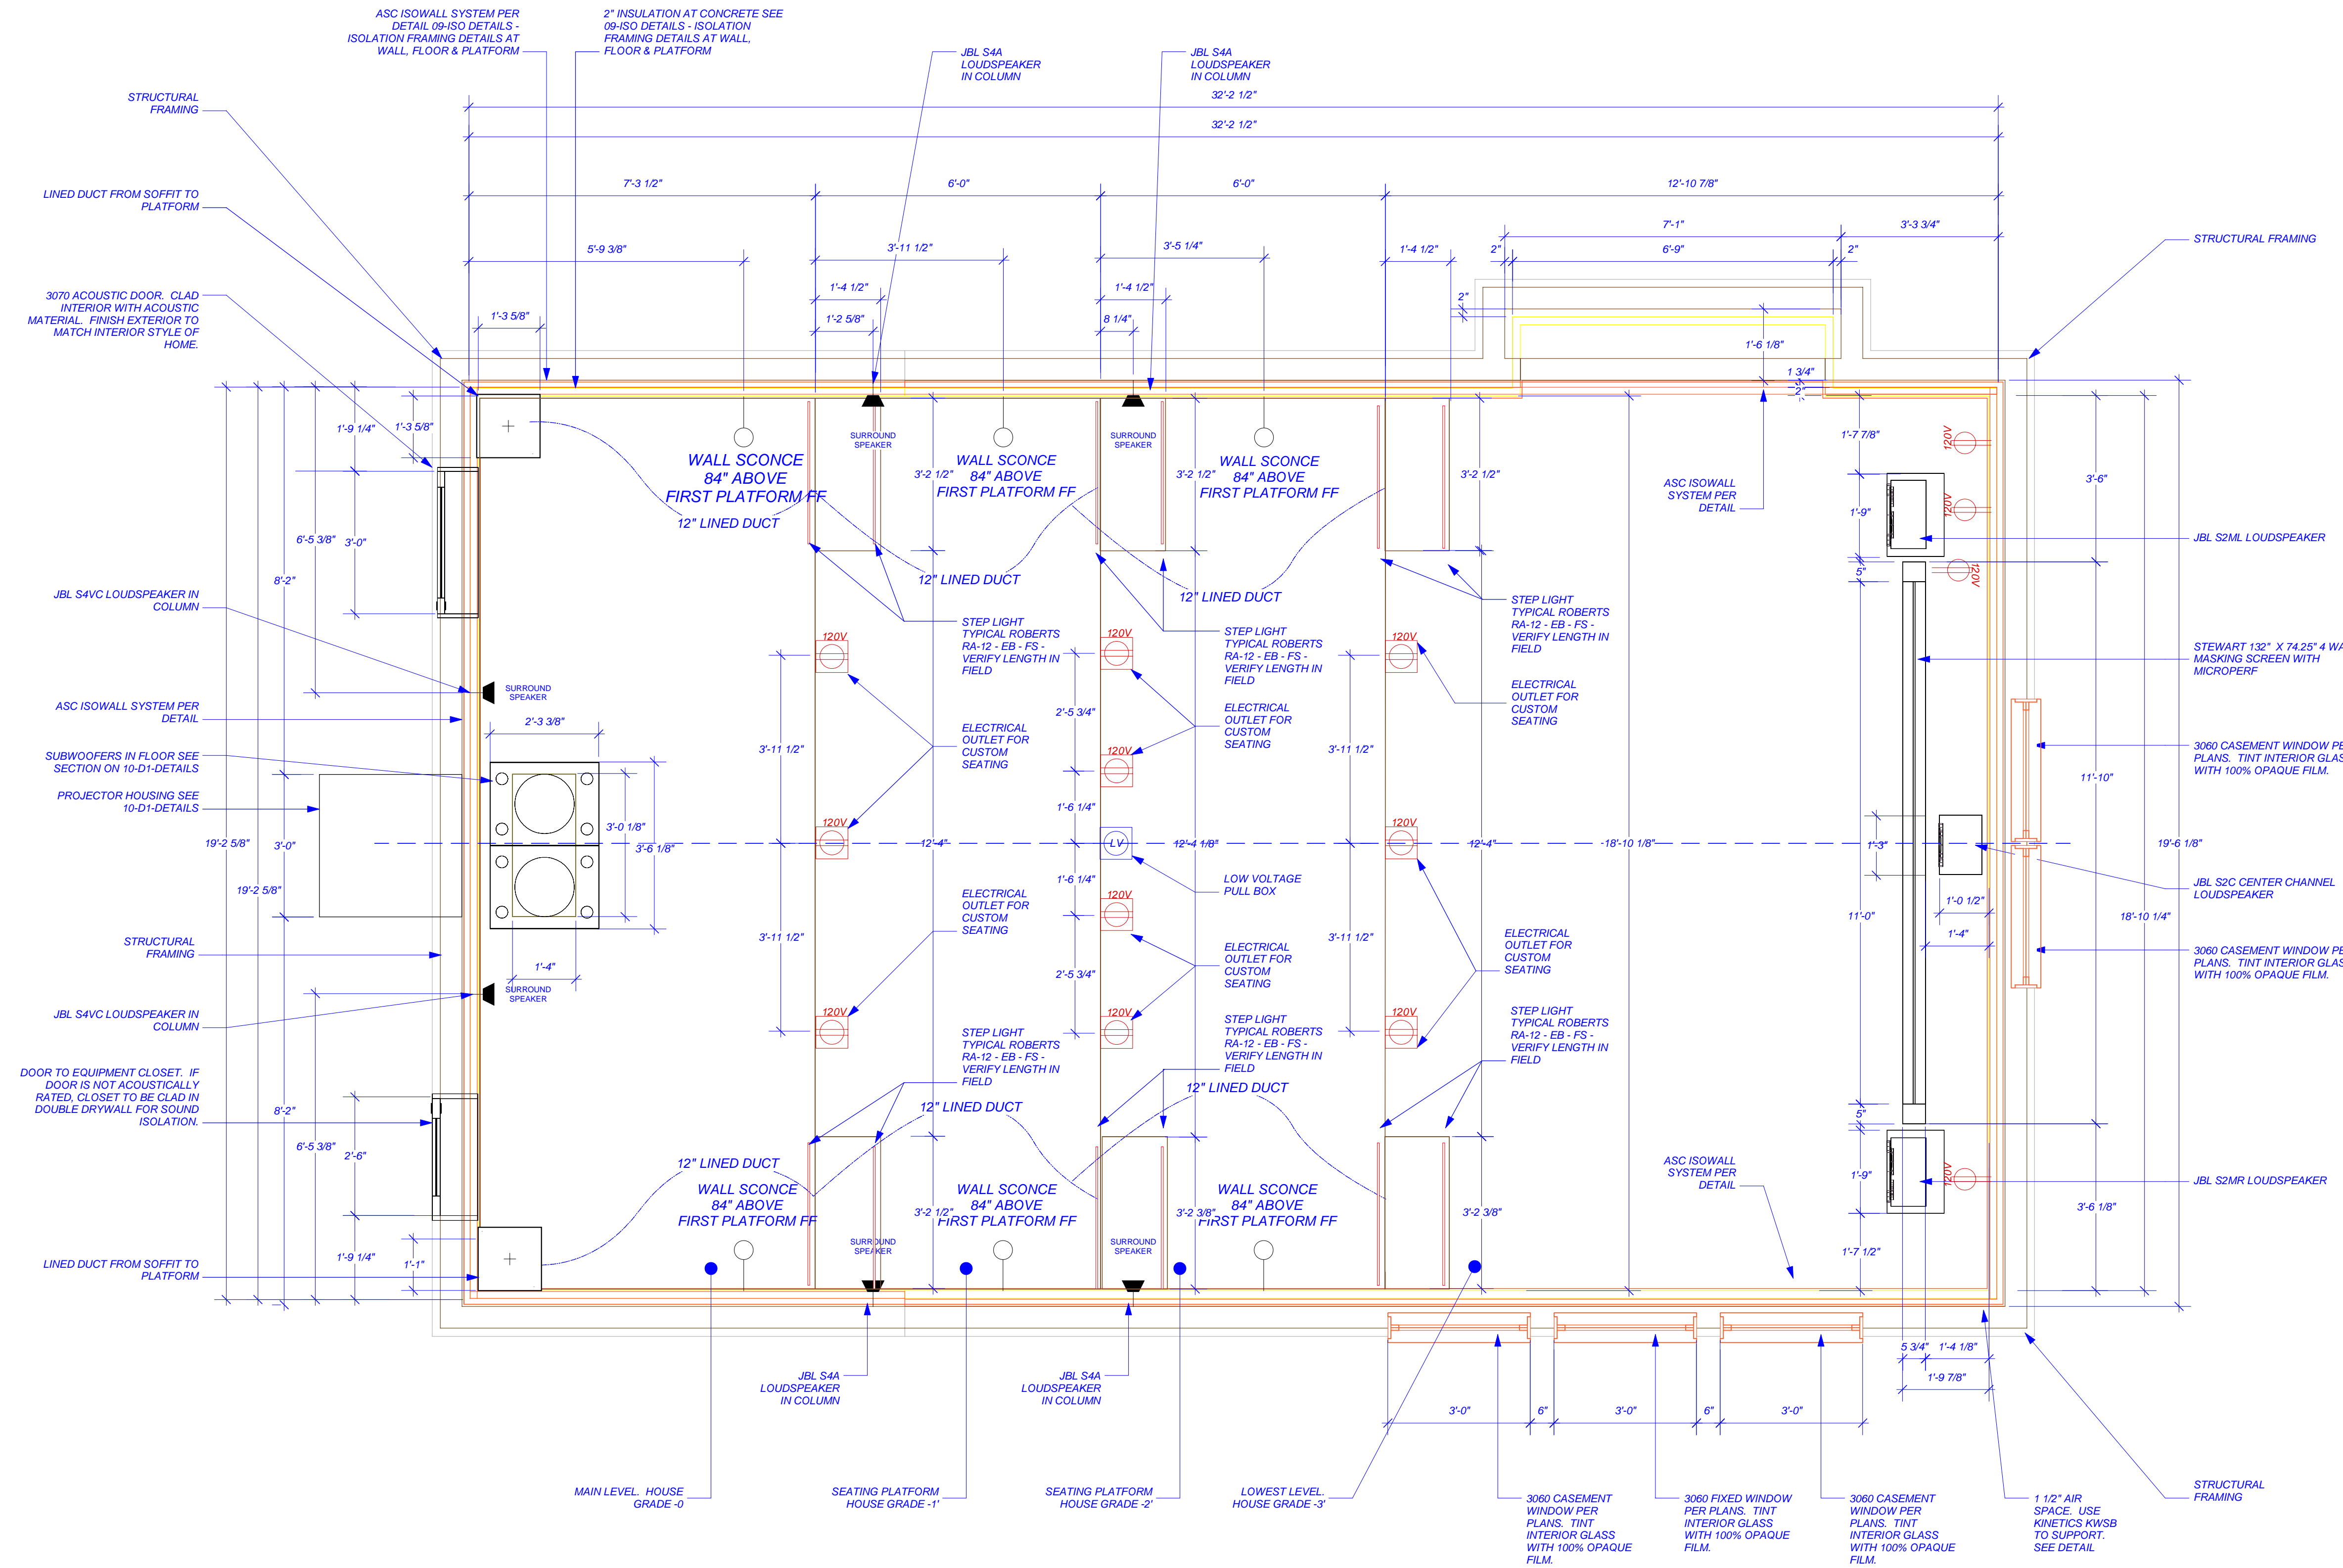 ASC ISOWALL SYSTEM PER
DETAIL 09-ISO DETAILS -
ISOLATION FRAMING DETAILS AT
WALL, FLOOR & PLATFORM
2" INSULATION AT CONCRETE SEE
09-ISO DETAILS - ISOLATION
FRAMING DETAILS AT WALL,
FLOOR & PLATFORM
JBL S4A
LOUDSPEAKER
IN COLUMN
JBL S4A
LOUDSPEAKER
IN COLUMN
32'-2 1/2"
32'-2 1/2"
7'-3 1/2"
6'-0"
6'-0"
12'-10 7/8"
7'-1"
3'-3 3/4"
5'-9 3/8"
3'-11 1/2"
3'-5 1/4"
1'-4 1/2"
2"
6'-9"
2"
1'-4 1/2"
1'-4 1/2"
2"
1'-3 5/8"
1'-2 5/8"
8 1/4"
1'-6 1/8"
1 3/4"
2"
STRUCTURAL
FRAMING
LINED DUCT FROM SOFFIT TO
PLATFORM
3070 ACOUSTIC DOOR.  CLAD
INTERIOR WITH ACOUSTIC
MATERIAL.  FINISH EXTERIOR TO
MATCH INTERIOR STYLE OF
HOME.
JBL S4VC LOUDSPEAKER IN
COLUMN
ASC ISOWALL SYSTEM PER
DETAIL
SUBWOOFERS IN FLOOR SEE
SECTION ON 10-D1-DETAILS
PROJECTOR HOUSING SEE
10-D1-DETAILS
STRUCTURAL
FRAMING
JBL S4VC LOUDSPEAKER IN
COLUMN
DOOR TO EQUIPMENT CLOSET.  IF
DOOR IS NOT ACOUSTICALLY
RATED, CLOSET TO BE CLAD IN
DOUBLE DRYWALL FOR SOUND
ISOLATION.
LINED DUCT FROM SOFFIT TO
PLATFORM
1'-9 1/4"
1'-3 5/8"
6'-5 3/8"
3'-0"
8'-2"
19'-2 5/8"
3'-0"
19'-2 5/8"
8'-2"
6'-5 3/8"
2'-6"
1'-9 1/4"
1'-1"
SURROUND
SPEAKER
2'-3 3/8"
3'-0 1/8"
3'-6 1/8"
1'-4"
SURROUND
SPEAKER
WALL SCONCE
84" ABOVE
FIRST PLATFORM FF
12" LINED DUCT
SURROUND
SPEAKER
3'-2 1/2"
WALL SCONCE
84" ABOVE
FIRST PLATFORM FF
12" LINED DUCT
SURROUND
SPEAKER
3'-2 1/2"
WALL SCONCE
84" ABOVE
FIRST PLATFORM FF
12" LINED DUCT
3'-2 1/2"
STEP LIGHT
TYPICAL ROBERTS
RA-12 - EB - FS -
VERIFY LENGTH IN
FIELD
STEP LIGHT
TYPICAL ROBERTS
RA-12 - EB - FS -
VERIFY LENGTH IN
FIELD
STEP LIGHT
TYPICAL ROBERTS
RA-12 - EB - FS -
VERIFY LENGTH IN
FIELD
120V
120V
120V
3'-11 1/2"
2'-5 3/4"
3'-11 1/2"
ELECTRICAL
OUTLET FOR
CUSTOM
SEATING
ELECTRICAL
OUTLET FOR
CUSTOM
SEATING
ELECTRICAL
OUTLET FOR
CUSTOM
SEATING
120V
1'-6 1/4"
120V
120V
LV
12'-4"
12'-4 1/8"
12'-4"
18'-10 1/8"
LOW VOLTAGE
PULL BOX
1'-6 1/4"
120V
3'-11 1/2"
2'-5 3/4"
3'-11 1/2"
ELECTRICAL
OUTLET FOR
CUSTOM
SEATING
ELECTRICAL
OUTLET FOR
CUSTOM
SEATING
ELECTRICAL
OUTLET FOR
CUSTOM
SEATING
120V
120V
120V
STEP LIGHT
TYPICAL ROBERTS
RA-12 - EB - FS -
VERIFY LENGTH IN
FIELD
STEP LIGHT
TYPICAL ROBERTS
RA-12 - EB - FS -
VERIFY LENGTH IN
FIELD
STEP LIGHT
TYPICAL ROBERTS
RA-12 - EB - FS -
VERIFY LENGTH IN
FIELD
12" LINED DUCT
12" LINED DUCT
12" LINED DUCT
WALL SCONCE
84" ABOVE
FIRST PLATFORM FF
WALL SCONCE
84" ABOVE
FIRST PLATFORM FF
WALL SCONCE
84" ABOVE
FIRST PLATFORM FF
3'-2 1/2"
3'-2 3/8"
3'-2 3/8"
SURROUND
SPEAKER
SURROUND
SPEAKER
ASC ISOWALL
SYSTEM PER
DETAIL
ASC ISOWALL
SYSTEM PER
DETAIL
1'-7 7/8"
1'-9"
5"
11'-0"
5"
1'-9"
1'-7 1/2"
120V
120V
120V
120V
1'-3"
1'-0 1/2"
1'-4"
3'-6"
11'-10"
3'-6 1/8"
18'-10 1/4"
19'-6 1/8"
5 3/4"
1'-4 1/8"
1'-9 7/8"
STRUCTURAL FRAMING
JBL S2ML LOUDSPEAKER
STEWART 132"  X 74.25" 4 WA
MASKING SCREEN WITH
MICROPERF
3060 CASEMENT WINDOW PE
PLANS.  TINT INTERIOR GLAS
WITH 100% OPAQUE FILM.
JBL S2C CENTER CHANNEL
LOUDSPEAKER
3060 CASEMENT WINDOW PE
PLANS.  TINT INTERIOR GLAS
WITH 100% OPAQUE FILM.
JBL S2MR LOUDSPEAKER
JBL S4A
LOUDSPEAKER
IN COLUMN
JBL S4A
LOUDSPEAKER
IN COLUMN
3'-0"
6"
3'-0"
6"
3'-0"
MAIN LEVEL.  HOUSE
GRADE -0
SEATING PLATFORM
HOUSE GRADE -1'
SEATING PLATFORM
HOUSE GRADE -2'
LOWEST LEVEL.
HOUSE GRADE -3'
3060 CASEMENT
WINDOW PER
PLANS.  TINT
INTERIOR GLASS
WITH 100% OPAQUE
FILM.
3060 FIXED WINDOW
PER PLANS.  TINT
INTERIOR GLASS
WITH 100% OPAQUE
FILM.
3060 CASEMENT
WINDOW PER
PLANS.  TINT
INTERIOR GLASS
WITH 100% OPAQUE
FILM.
1 1/2" AIR
SPACE.  USE
KINETICS KWSB
TO SUPPORT.
SEE DETAIL
STRUCTURAL
FRAMING